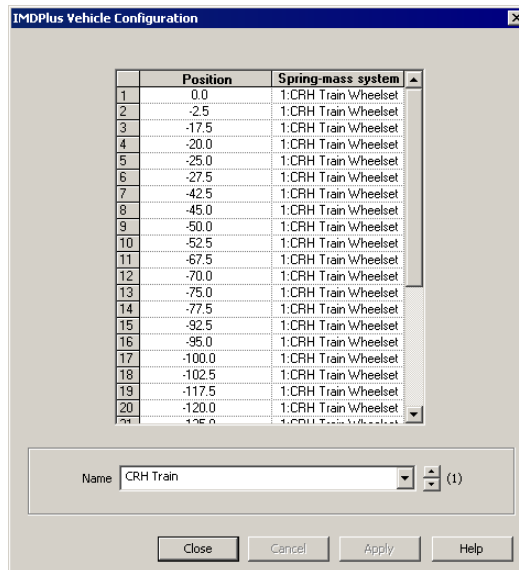 IMDPlus Vehicle Configuration
Position Spring-mass system
1 0.0 1:CRH Train Wheelset
2 -2.5 1:CRH Train Wheelset
3 -17.5 1:CRH Train Wheelset
4 -20.0 1:CRH Train Wheelset
5 -25.0 1:CRH Train Wheelset
6 -27.5 1:CRH Train Wheelset
7 -42.5 1:CRH Train Wheelset
8 -45.0 1:CRH Train Wheelset
9 -50.0 1:CRH Train Wheelset
10 -52.5 1:CRH Train Wheelset
11 -67.5 1:CRH Train Wheelset
12 -70.0 1:CRH Train Wheelset
13 -75.0 1:CRH Train Wheelset
14 -77.5 1:CRH Train Wheelset
15 -92.5 1:CRH Train Wheelset
16 -95.0 1:CRH Train Wheelset
17 -100.0 1:CRH Train Wheelset
18 -102.5 1:CRH Train Wheelset
19 -117.5 1:CRH Train Wheelset
20 -120.0 1:CRH Train Wheelset
21 -125.0 1:CRH Train Wheelset
Name CRH Train (1)
Close Cancel Apply Help